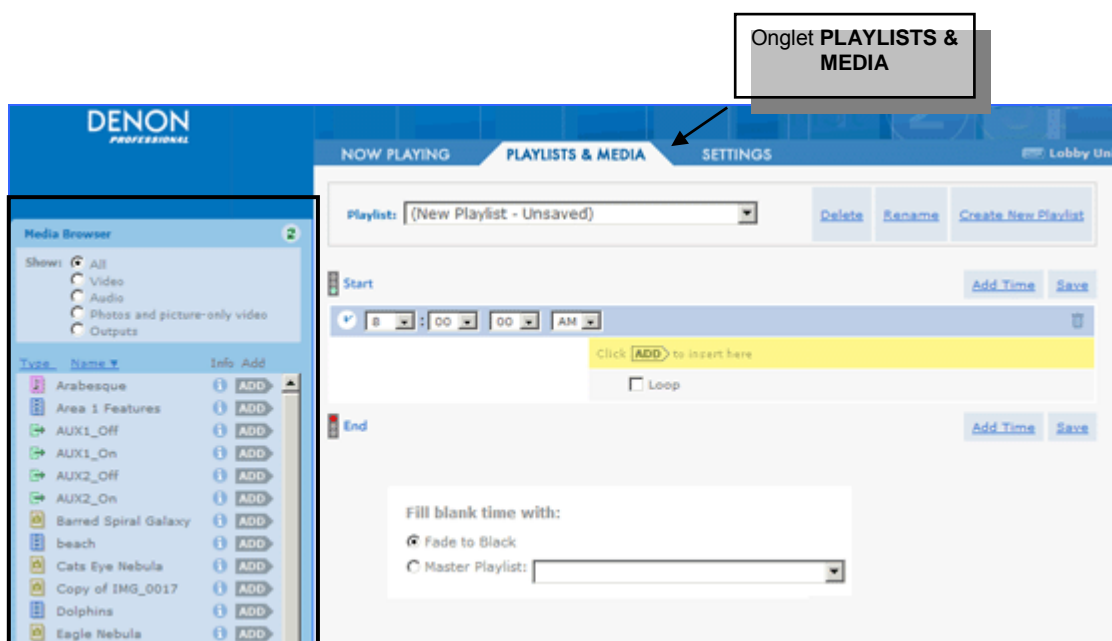 Onglet PLAYLISTS &
MEDIA
DENON
PROFESSIONAL
NOW PLAYING PLAYLISTS & MEDIA SETTINGS
Lobby
Playlist: (New Playlist - Unsaved) Delete Rename Create New Playlist
Media Browser 2
Show: All
Video
Audio
Photos and picture-only video
Outputs
Type Name Info Add
Arabesque ADD
Area 1 Features ADD
AUX1_Off ADD
AUX1_On ADD
AUX2_Off ADD
AUX2_On ADD
Barred Spiral Galaxy ADD
beach ADD
Cats Eye Nebula ADD
Copy of IMG_0017 ADD
Dolphins ADD
Eagle Nebula ADD
Start Add Time Save
8 : 00 00 AM
Click ADD to insert here
Loop
End Add Time Save
Fill blank time with:
Fade to Black
Master Playlist: